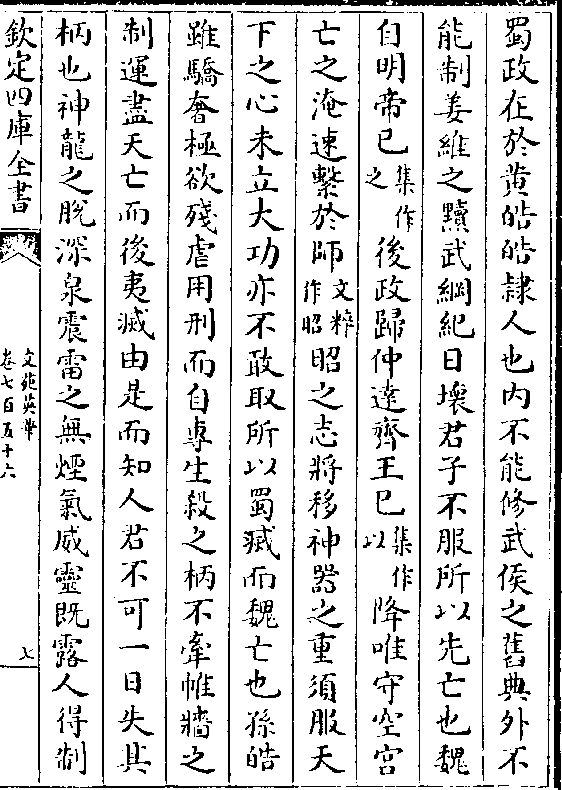 蜀政在於黄皓皓隷人也内不能修武侯之舊典外不
能制姜維之黷武綱紀日壞君子不服所以先亡也魏
自明帝已集作之後政歸仲達齊王已集作以降唯守空宫
亡之淹速繫於師文粹作昭昭之志將移神器之重須服天
下之心未立大功亦不敢取所以蜀滅而魏亡也孫皓
雖驕奢極欲殘虐用刑而自專生殺之柄不牽帷牆之
制運盡天亡而後夷滅由是而知人君不可一日失其
柄也神龍之脱深泉震雷之無煙氣威靈既露人得制
欽定四庫全書
文苑英華
卷七百五十六
七